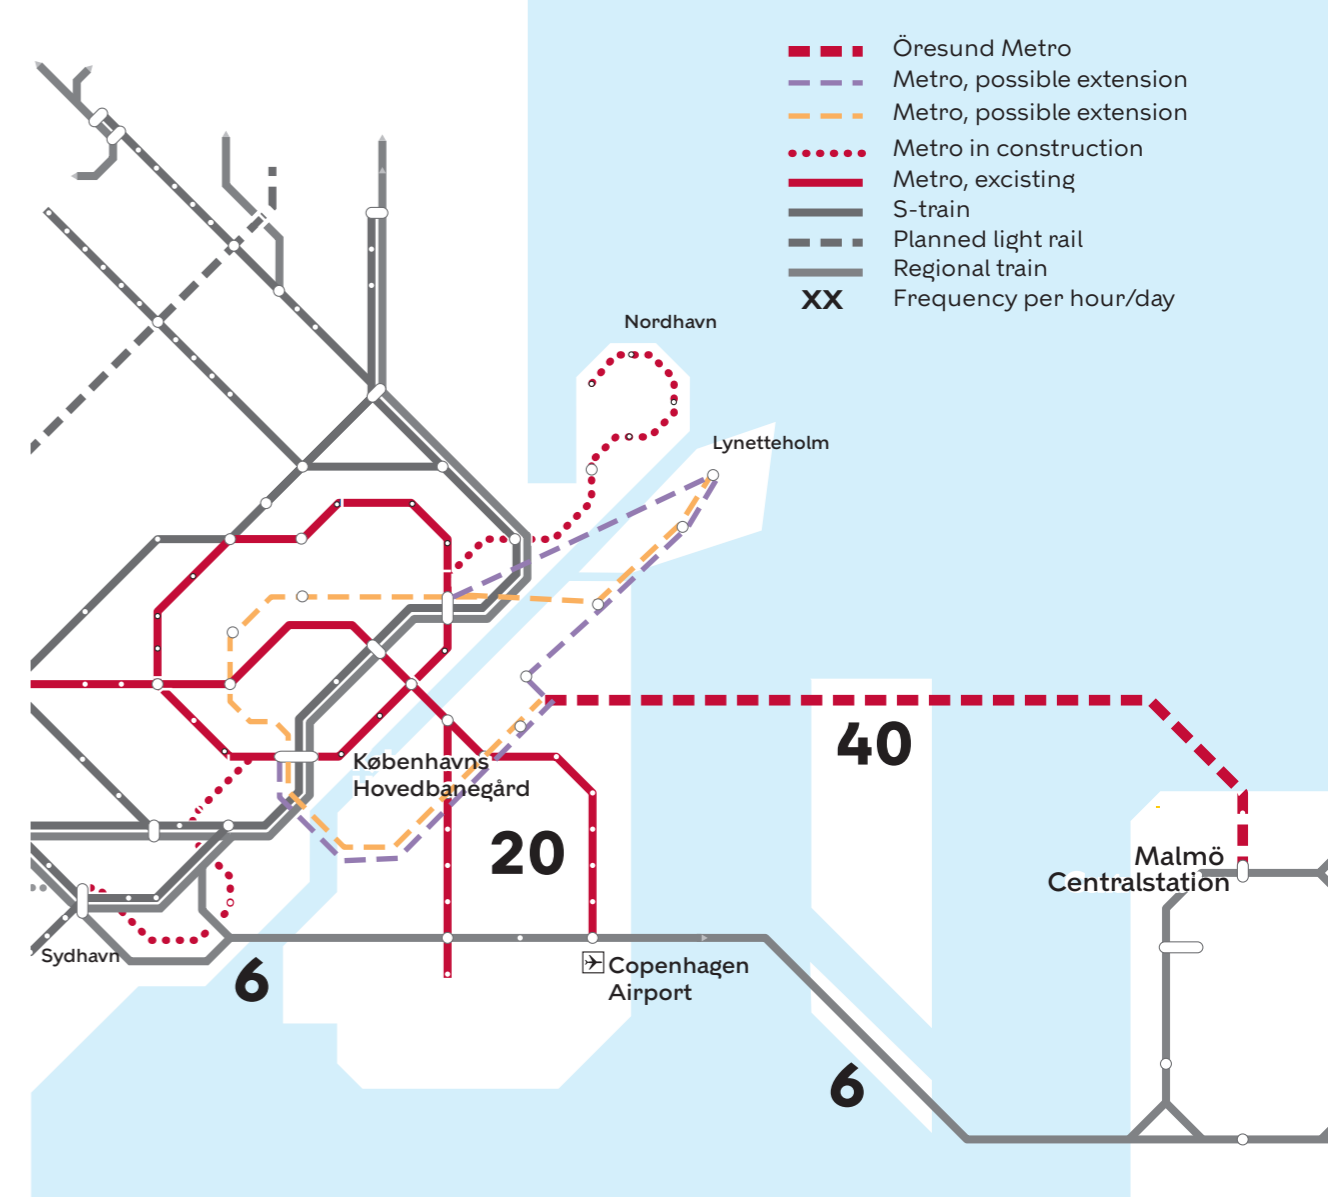 Öresund Metro
Metro, possible extension
Metro, possible extension
Metro in construction
Metro, excisting
S-train
Planned light rail
Regional train
XX Frequency per hour/day
Nordhavn
Lynetteholm
40
Københavns
Hovedbanegård
20
Malmö
Centralstation
Sydhavn
6
Copenhagen
Airport
6